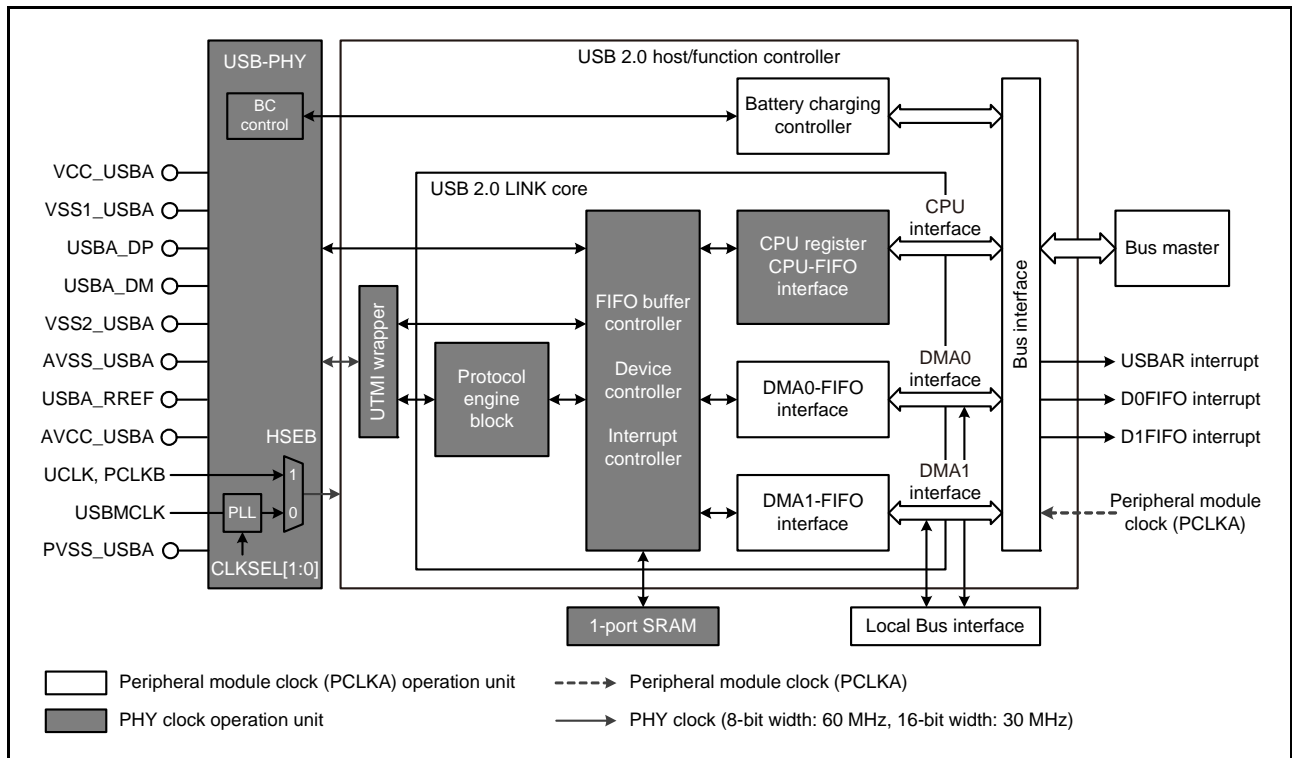 USB 2.0 host/function controller
USB-PHY
BC
control
Battery charging
controller
VCC_USBA
VSS1_USBA
USBA_DP
USBA_DM
VSS2_USBA
AVSS_USBA
USBA_RREF
AVCC_USBA
UCLK, PCLKB
USBMCLK
PVSS_USBA
HSEB
1
0
PLL
CLKSEL[1:0]
USB 2.0 LINK core
UTMI wrapper
Protocol
engine
block
FIFO buffer
controller
Device
controller
Interrupt
controller
CPU register
CPU-FIFO
interface
DMA0-FIFO
interface
DMA1-FIFO
interface
CPU
interface
DMA0
interface
DMA1
interface
Bus interface
Bus master
USBAR interrupt
D0FIFO interrupt
D1FIFO interrupt
Peripheral module
clock (PCLKA)
1-port SRAM
Local Bus interface
Peripheral module clock (PCLKA) operation unit
Peripheral module clock (PCLKA)
PHY clock operation unit
PHY clock (8-bit width: 60 MHz, 16-bit width: 30 MHz)